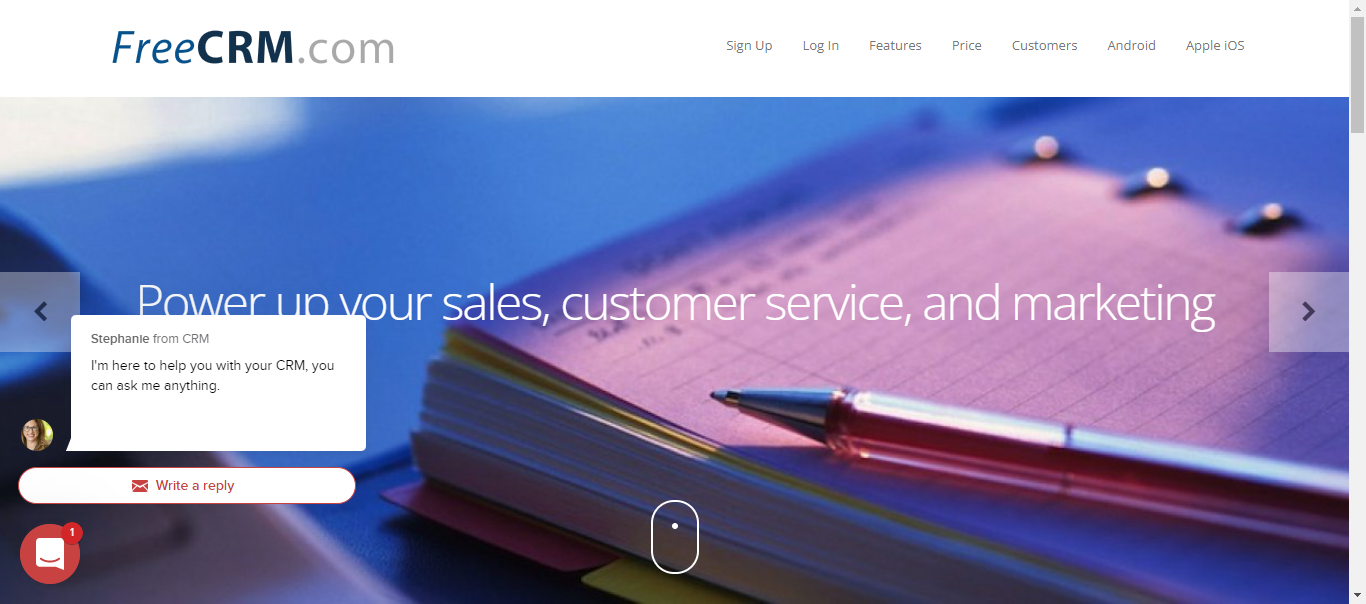 FreeCRM.com
Sign Up Log In Features Price Customers Android Apple iOS
Power up your sales, customer service, and marketing
Stephanie from CRM
I'm here to help you with your CRM, you
can ask me anything.
Write a reply
1